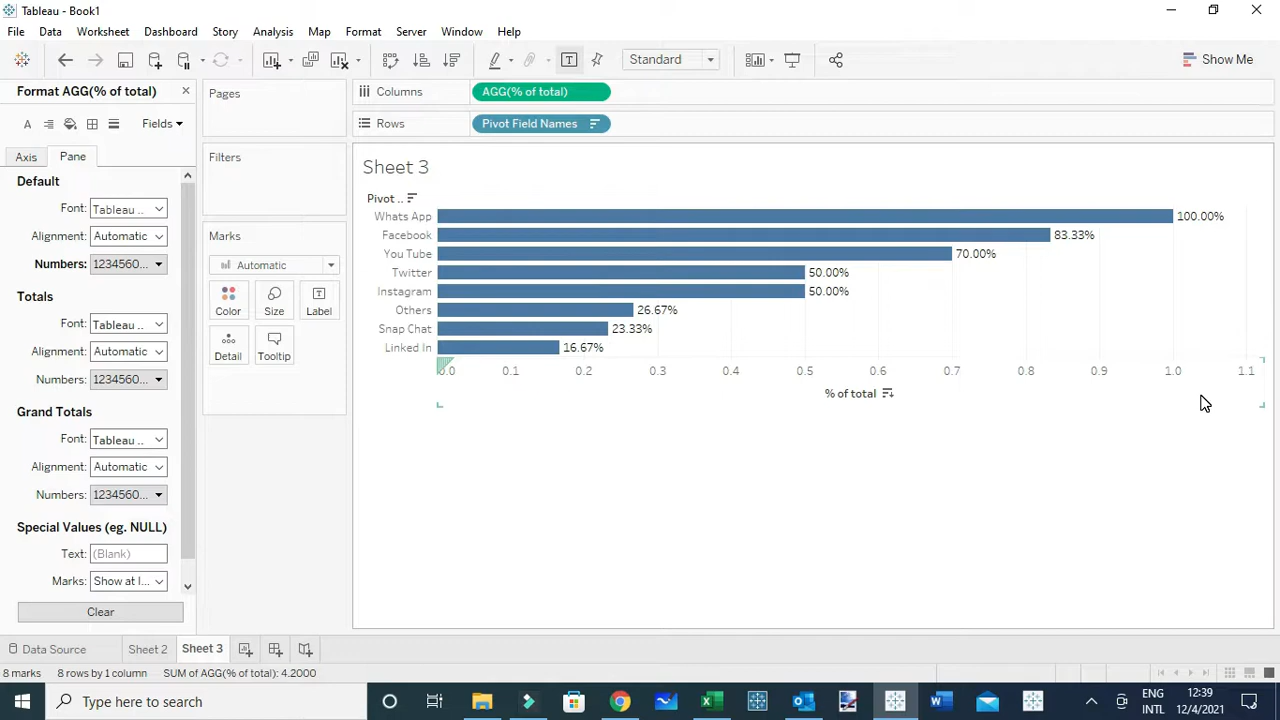 Tableau - Book1
File Data Worksheet Dashboard Story Analysis Map Format Server Window Help
Standard
Show Me
Format AGG(% of total)
Fields
Axis
Pane
Default
Font: Tableau ..
Alignment: Automatic
Numbers: 1234560...
Totals
Font: Tableau ..
Alignment: Automatic
Numbers: 1234560...
Grand Totals
Font: Tableau ..
Alignment: Automatic
Numbers: 1234560...
Special Values (eg. NULL)
Text: (Blank)
Marks: Show at I...
Clear
Pages
Filters
Marks
Automatic
Color Size Label
Detail Tooltip
Columns AGG(% of total)
Rows Pivot Field Names
Sheet 3
Pivot ..
Whats App 100.00%
Facebook 83.33%
You Tube 70.00%
Twitter 50.00%
Instagram 50.00%
Others 26.67%
Snap Chat 23.33%
Linked In 16.67%
0.0 0.1 0.2 0.3 0.4 0.5 0.6 0.7 0.8 0.9 1.0 1.1
% of total
Data Source Sheet 2 Sheet 3
8 marks 8 rows by 1 column SUM of AGG(% of total): 4.2000
Type here to search
ENG
INTL
12:39
12/4/2021